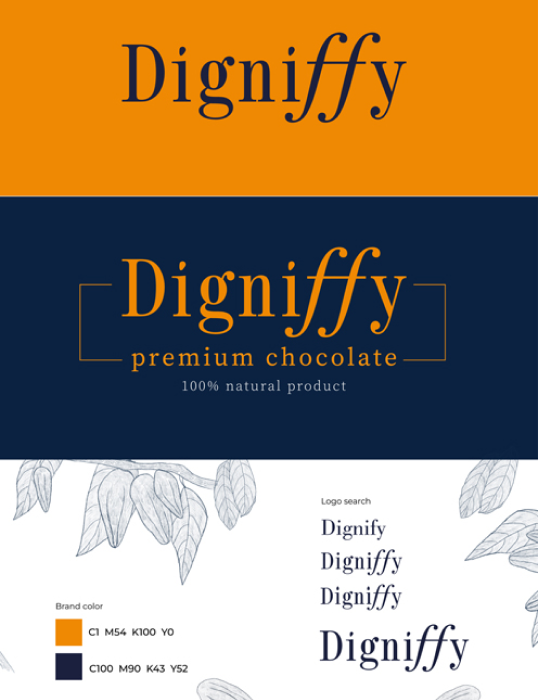 Digniffy
Digniffy
premium chocolate
100% natural product
Logo search
Dignify
Digniffy
Digniffy
Digniffy
Brand color
C1 M54 K100 Y0
C100 M90 K43 Y52